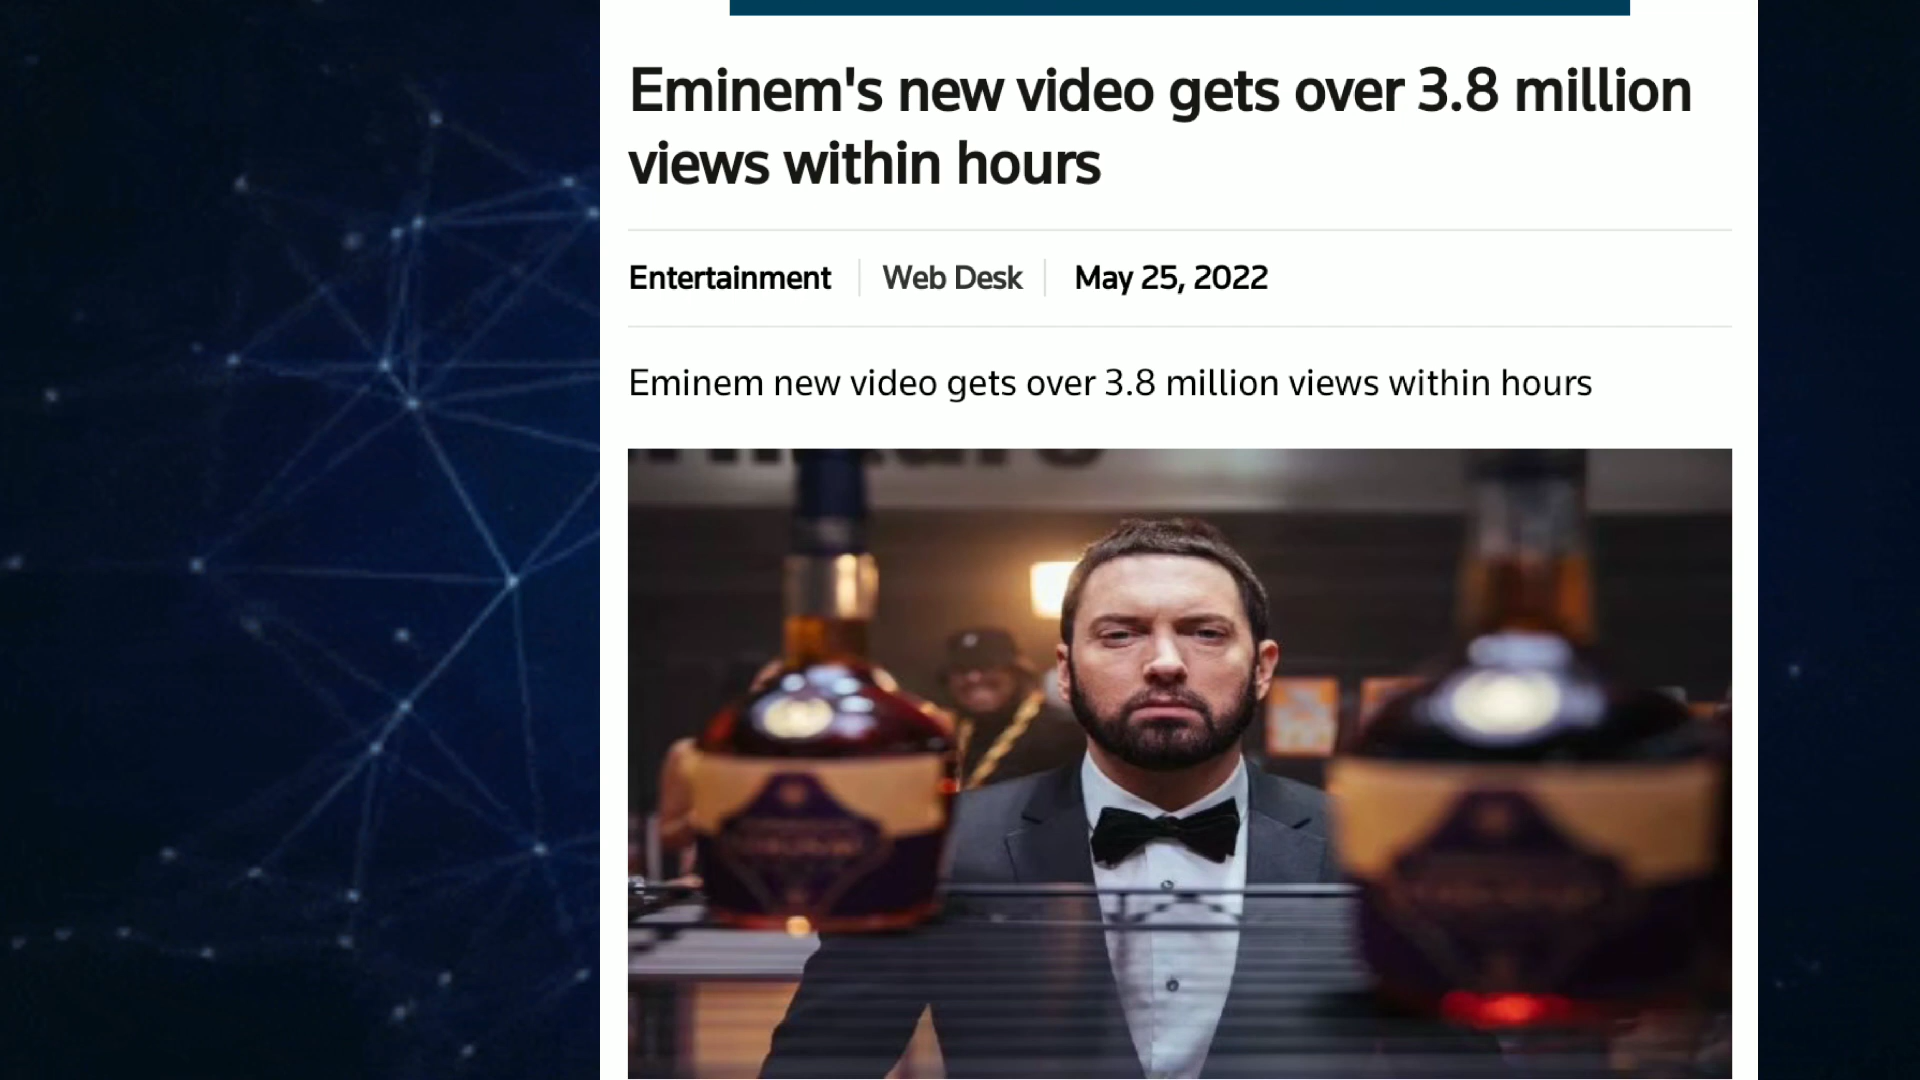 Eminem's new video gets over 3.8 million
views within hours
Entertainment Web Desk May 25, 2022
Eminem new video gets over 3.8 million views within hours